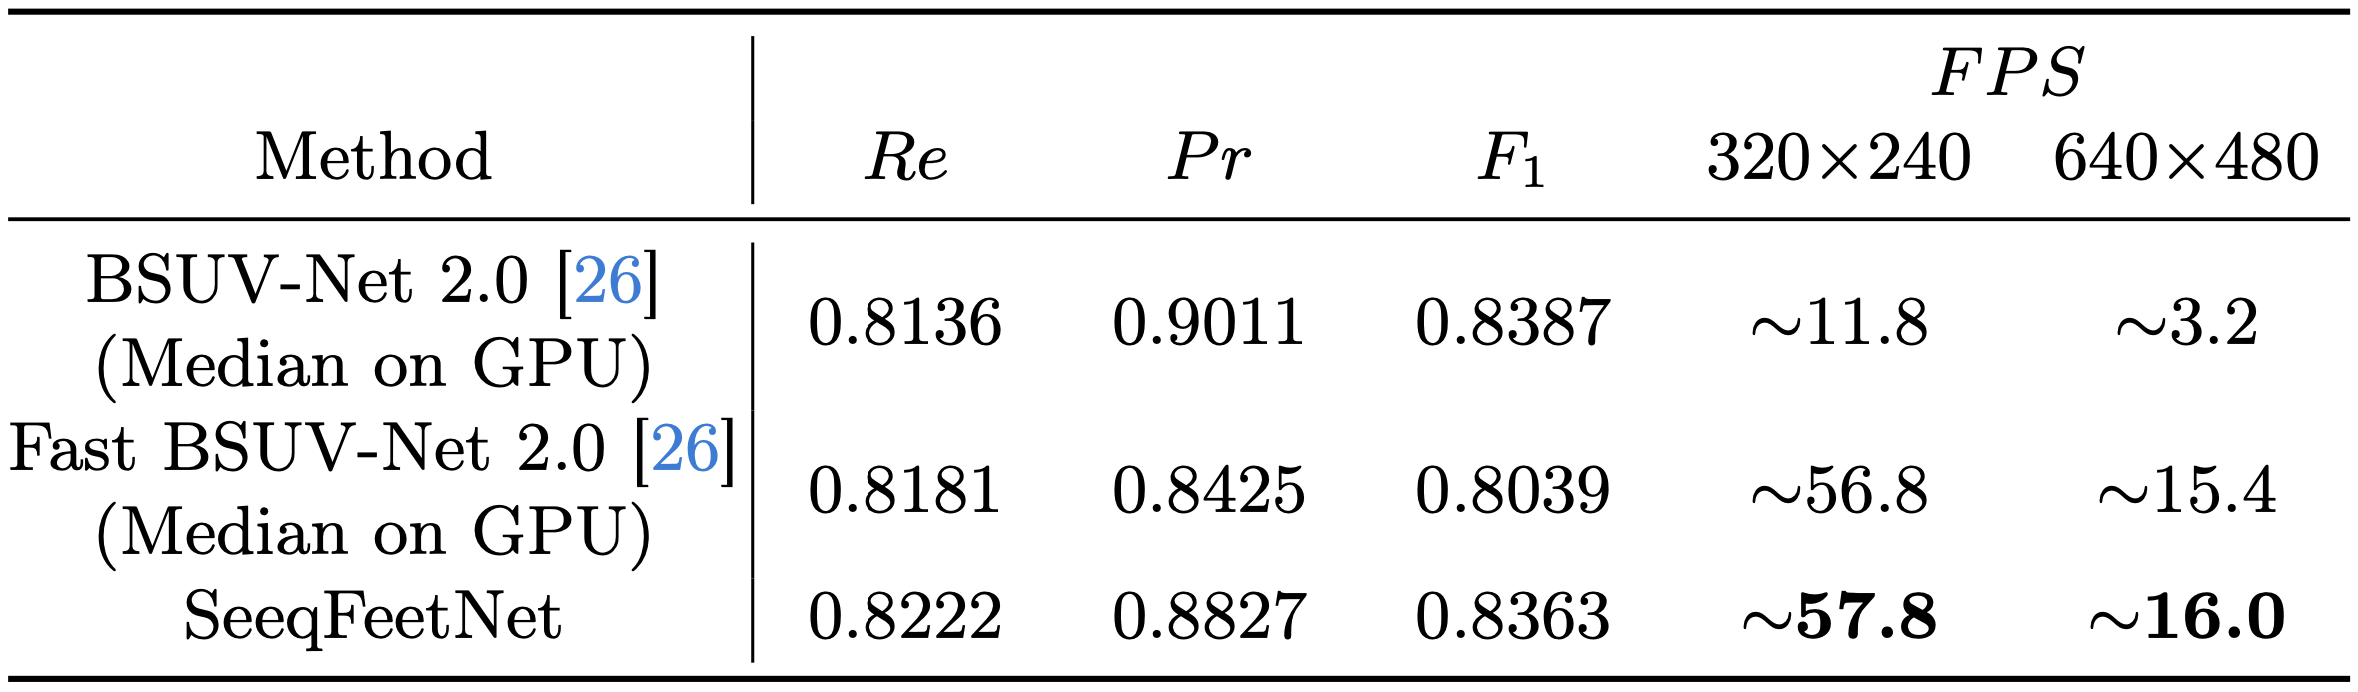 FPS
Method Re Pr F1 320×240 640×480
BSUV-Net 2.0 [26]
(Median on GPU) 0.8136 0.9011 0.8387 ~11.8 ~3.2
Fast BSUV-Net 2.0 [26]
(Median on GPU) 0.8181 0.8425 0.8039 ~56.8 ~15.4
SeeqFeetNet 0.8222 0.8827 0.8363 ~57.8 ~16.0